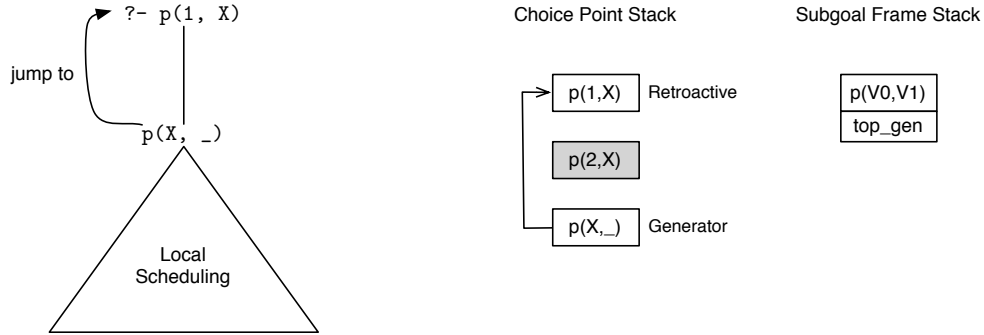 ?- p(1, X)
jump to
p(X, _)
Local
Scheduling
Choice Point Stack
p(1,X) Retroactive
p(2,X)
p(X,_) Generator
Subgoal Frame Stack
p(V0,V1)
top_gen